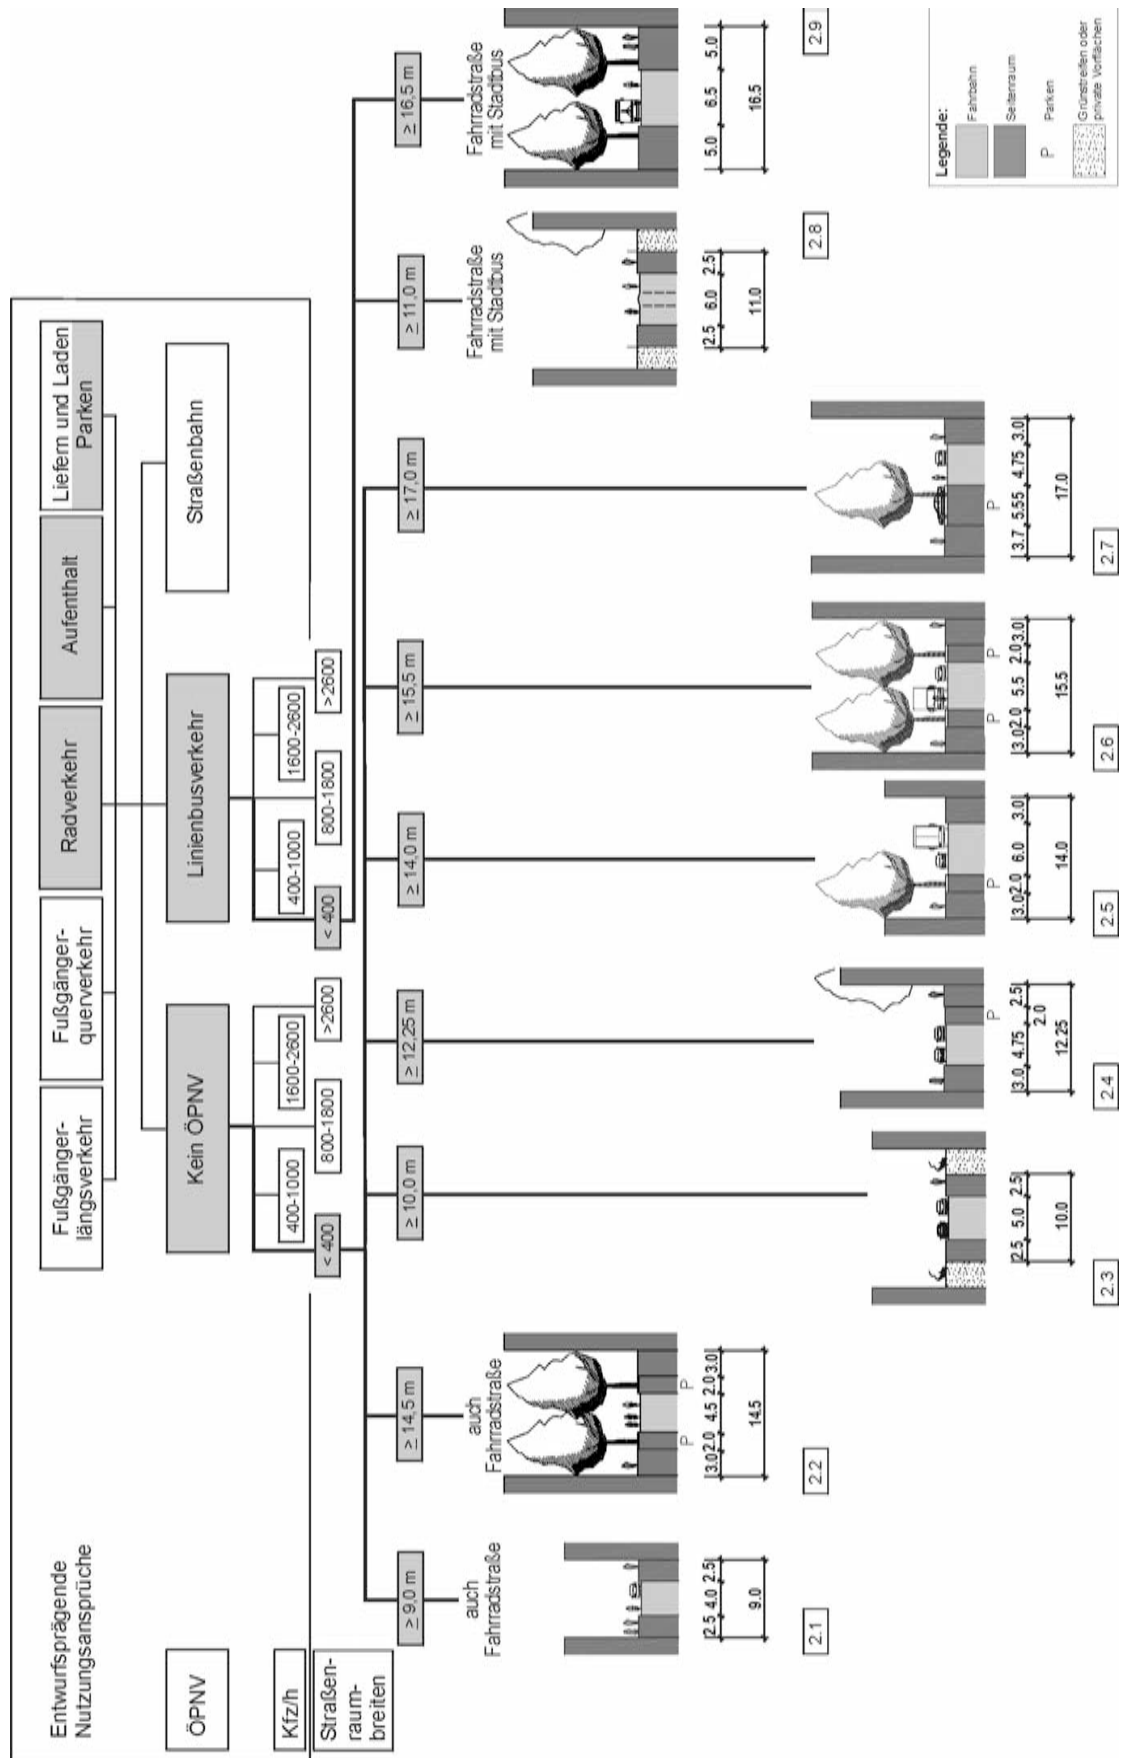 Entwurfsprägende
Nutzungsansprüche
Fußgänger-
längsverkehr
Fußgänger-
querverkehr
Radverkehr
Aufenthalt
Liefern und Laden
Parken
ÖPNV
Kein ÖPNV
Linienbusverkehr
Straßenbahn
Kfz/h
400-1000
1600-2600
400-1000
1600-2600
< 400
800-1800
>2600
< 400
800-1800
>2600
Straßen-
raum-
breiten
≥ 9,0 m
≥ 14,5 m
≥ 10,0 m
≥ 12,25 m
≥ 14,0 m
≥ 15,5 m
≥ 17,0 m
≥ 11,0 m
≥ 16,5 m
auch
Fahrradstraße
2.5 4.0 2.5
9.0
2.1
auch
Fahrradstraße
P P
3.0 2.0 4.5 2.0 3.0
14.5
2.2
2.5 5.0 2.5
10.0
2.3
P
3.0 4.75 2.5
2.0
12.25
2.4
P
3.0 2.0 6.0 3.0
14.0
2.5
P P
3.0 2.0 5.5 2.0 3.0
15.5
2.6
P
3.7 5.55 4.75 3.0
17.0
2.7
Fahrradstraße
mit Stadtbus
2.5 6.0 2.5
11.0
2.8
Fahrradstraße
mit Stadtbus
5.0 6.5 5.0
16.5
2.9
Legende:
Fahrbahn
Seitenraum
P Parken
Grünstreifen oder
private Vorflächen